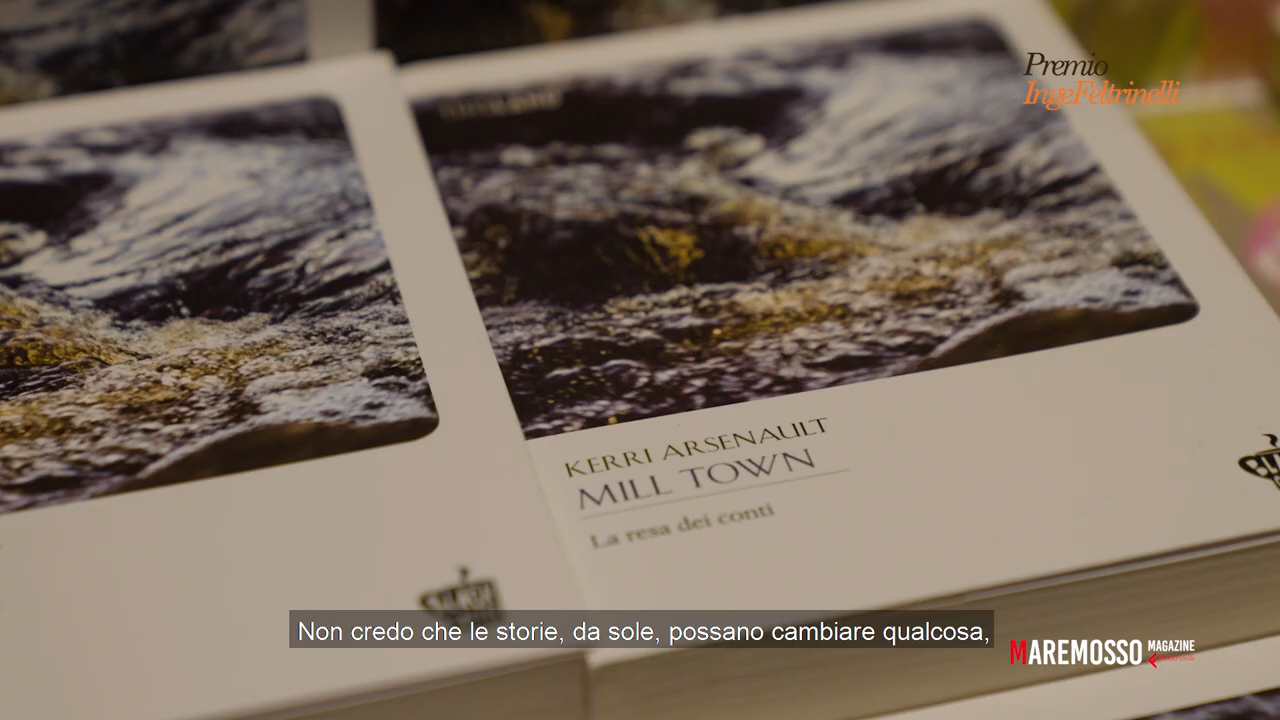 Premio
IngeFeltrinelli
KERRI ARSENAULT
MILL TOWN
La resa dei conti
Non credo che le storie, da sole, possano cambiare qualcosa,
MAREMOSSO MAGAZINE